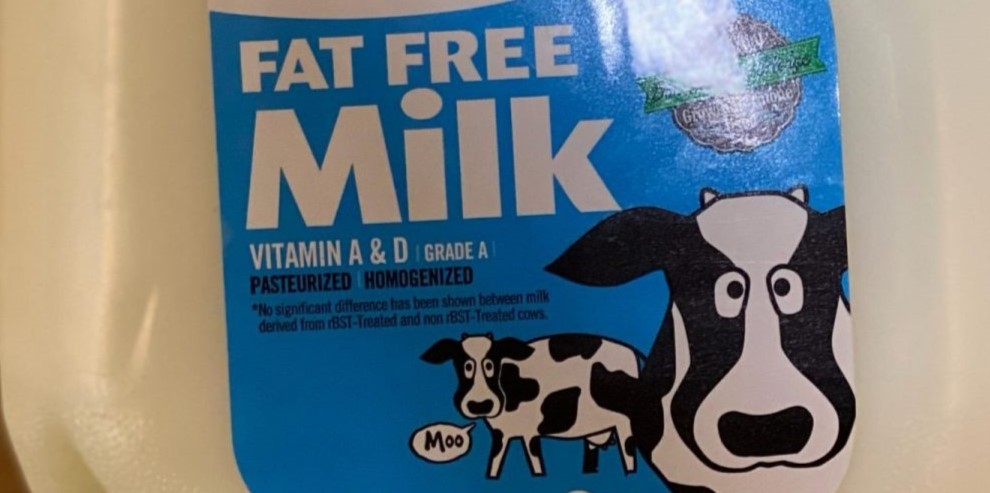 FAT FREE
Milk
VITAMIN A & D | GRADE A |
PASTEURIZED | HOMOGENIZED
*No significant difference has been shown between milk
derived from rBST-Treated and non rBST-Treated cows.
Moo